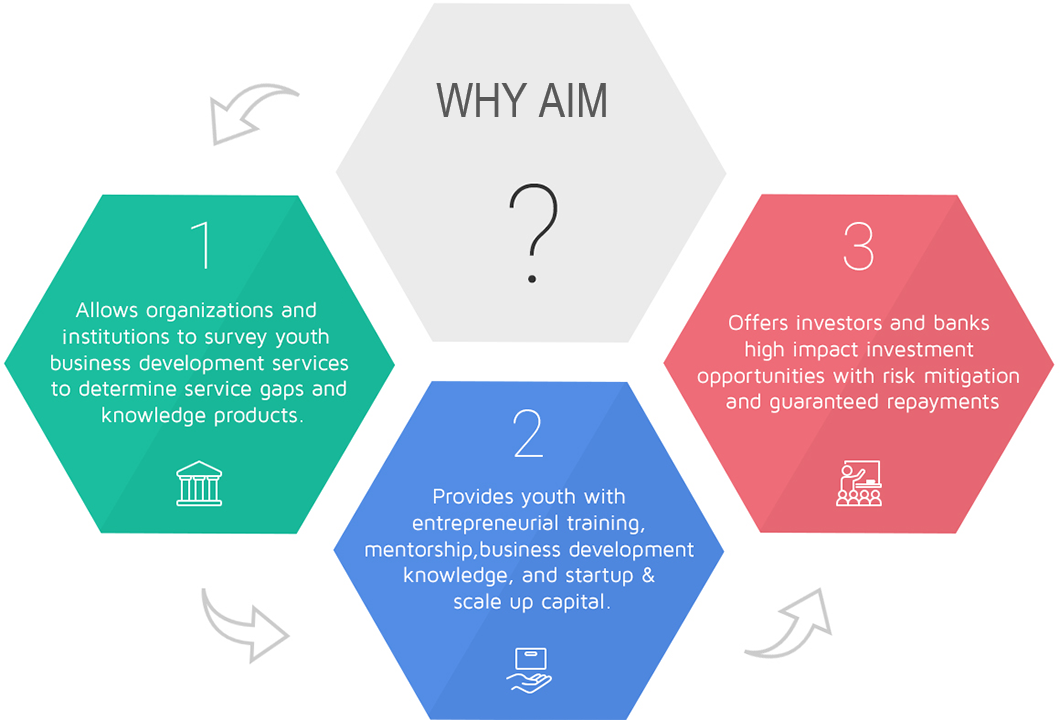 WHY AIM
?
1
Allows organizations and
institutions to survey youth
business development services
to determine service gaps and
knowledge products.
2
Provides youth with
entrepreneurial training,
mentorship,business development
knowledge, and startup &
scale up capital.
3
Offers investors and banks
high impact investment
opportunities with risk mitigation
and guaranteed repayments